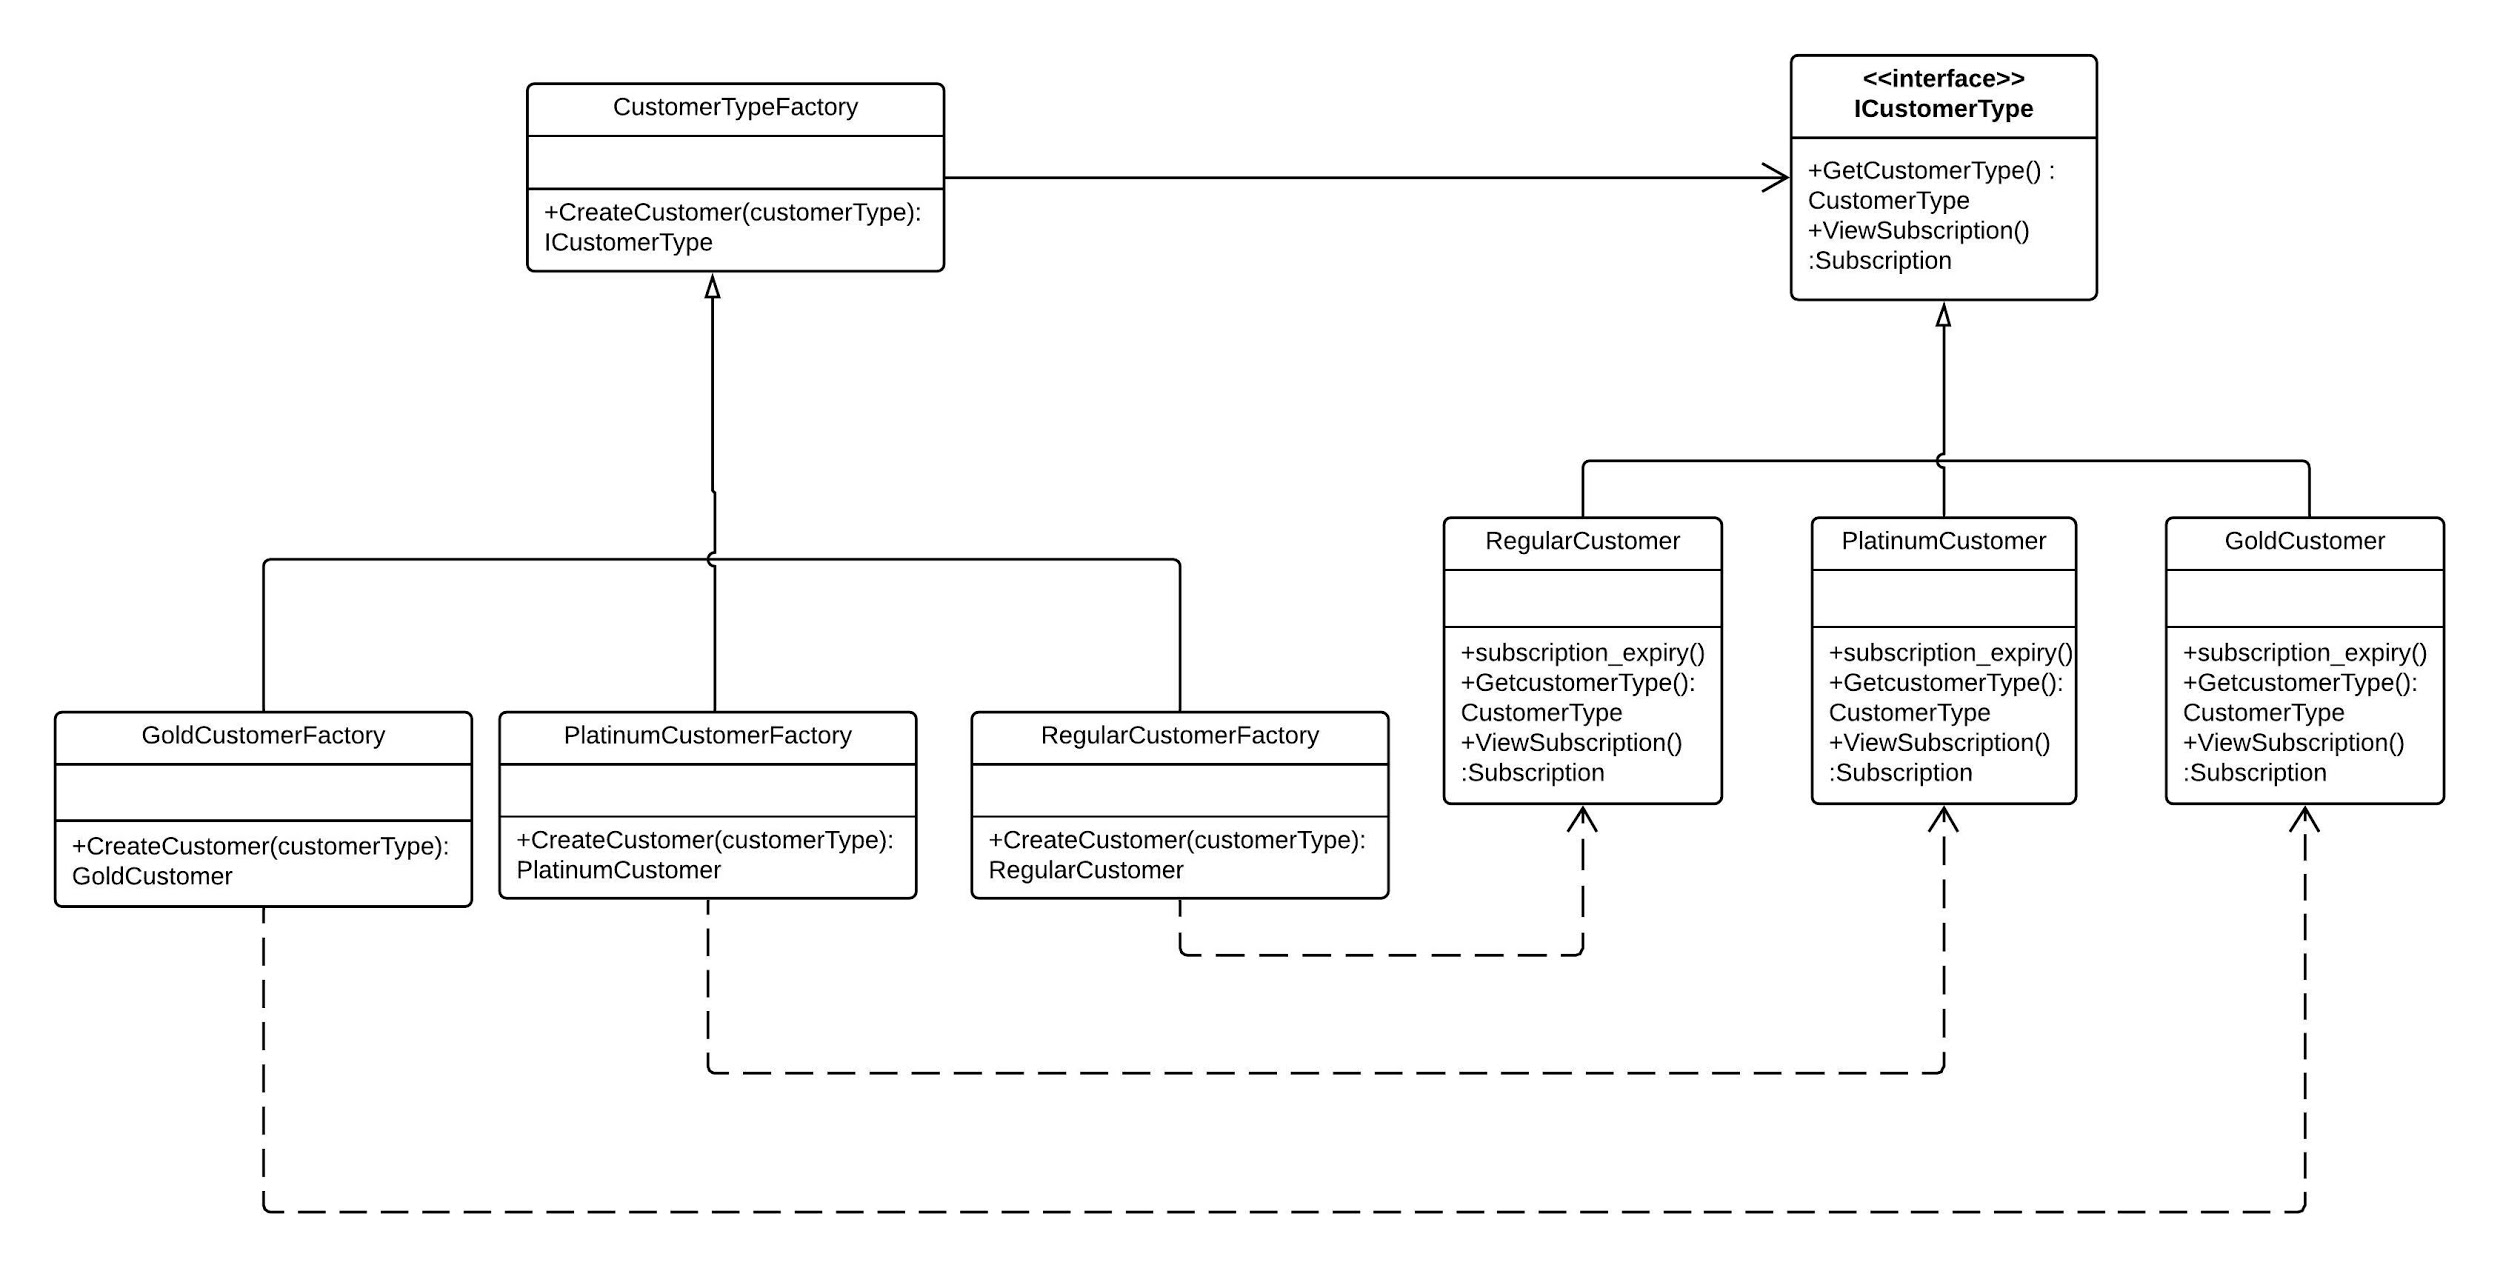 CustomerTypeFactory
+CreateCustomer(customerType):
ICustomerType
<<interface>>
ICustomerType
+GetCustomerType() :
CustomerType
+ViewSubscription()
:Subscription
RegularCustomer
+subscription_expiry()
+GetcustomerType():
CustomerType
+ViewSubscription()
:Subscription
PlatinumCustomer
+subscription_expiry()
+GetcustomerType():
CustomerType
+ViewSubscription()
:Subscription
GoldCustomer
+subscription_expiry()
+GetcustomerType():
CustomerType
+ViewSubscription()
:Subscription
GoldCustomerFactory
+CreateCustomer(customerType):
GoldCustomer
PlatinumCustomerFactory
+CreateCustomer(customerType):
PlatinumCustomer
RegularCustomerFactory
+CreateCustomer(customerType):
RegularCustomer